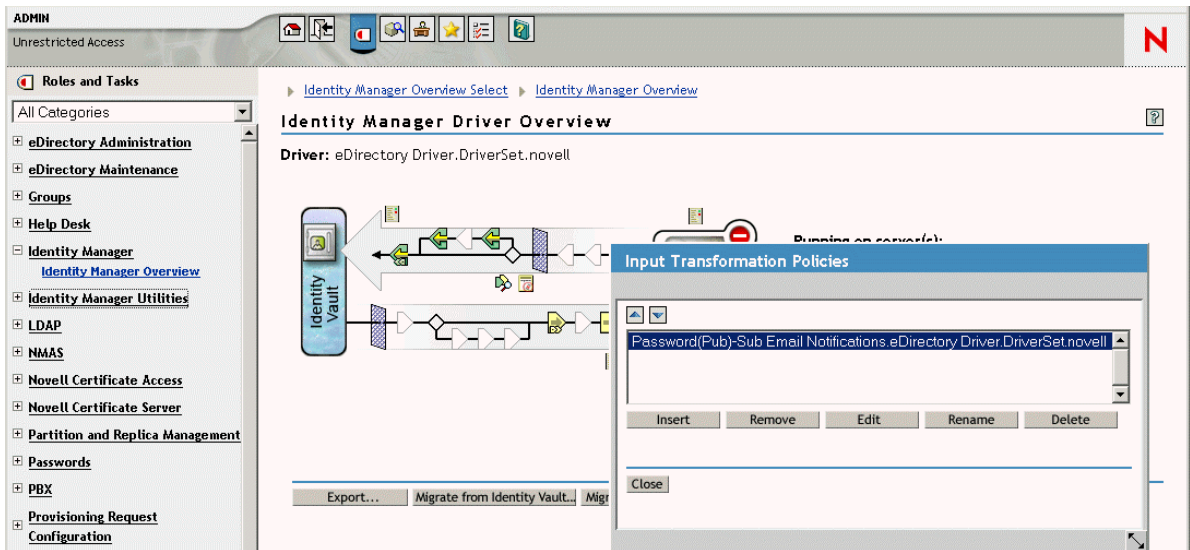 ADMIN
Unrestricted Access
N
Roles and Tasks
All Categories
eDirectory Administration
eDirectory Maintenance
Groups
Help Desk
Identity Manager
Identity Manager Overview
Identity Manager Utilities
LDAP
NMAS
Novell Certificate Access
Novell Certificate Server
Partition and Replica Management
Passwords
PBX
Provisioning Request
Configuration
Identity Manager Overview Select Identity Manager Overview
Identity Manager Driver Overview
?
Driver: eDirectory Driver.DriverSet.novell
Identity
Vault
Running on server(s):
Input Transformation Policies
Password(Pub)-Sub Email Notifications.eDirectory Driver.DriverSet.novell
Insert Remove Edit Rename Delete
Close
Export... Migrate from Identity Vault... Migr